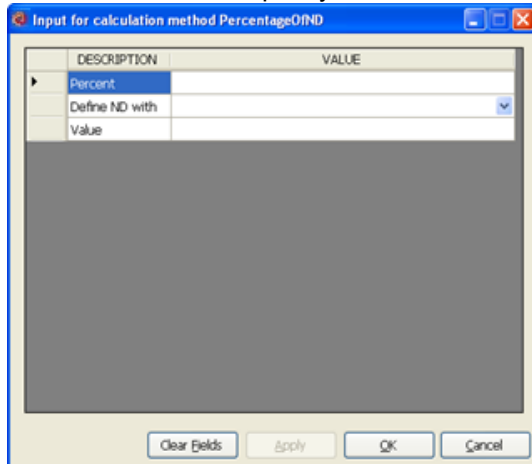 Input for calculation method PercentageOfND
DESCRIPTION VALUE
Percent
Define ND with
Value
Clear Fields Apply OK Cancel